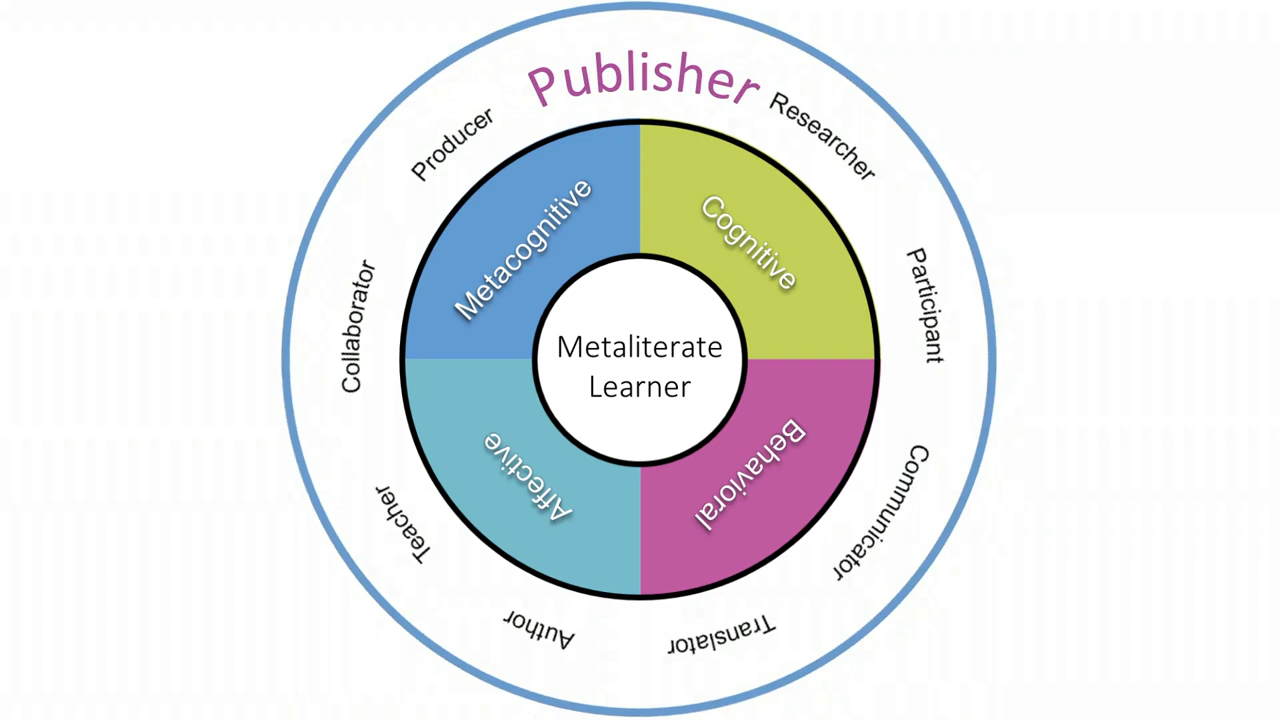 Publisher
Researcher
Participant
Communicator
Translator
Author
Teacher
Collaborator
Producer
Metacognitive
Cognitive
Behavioral
Affective
Metaliterate
Learner